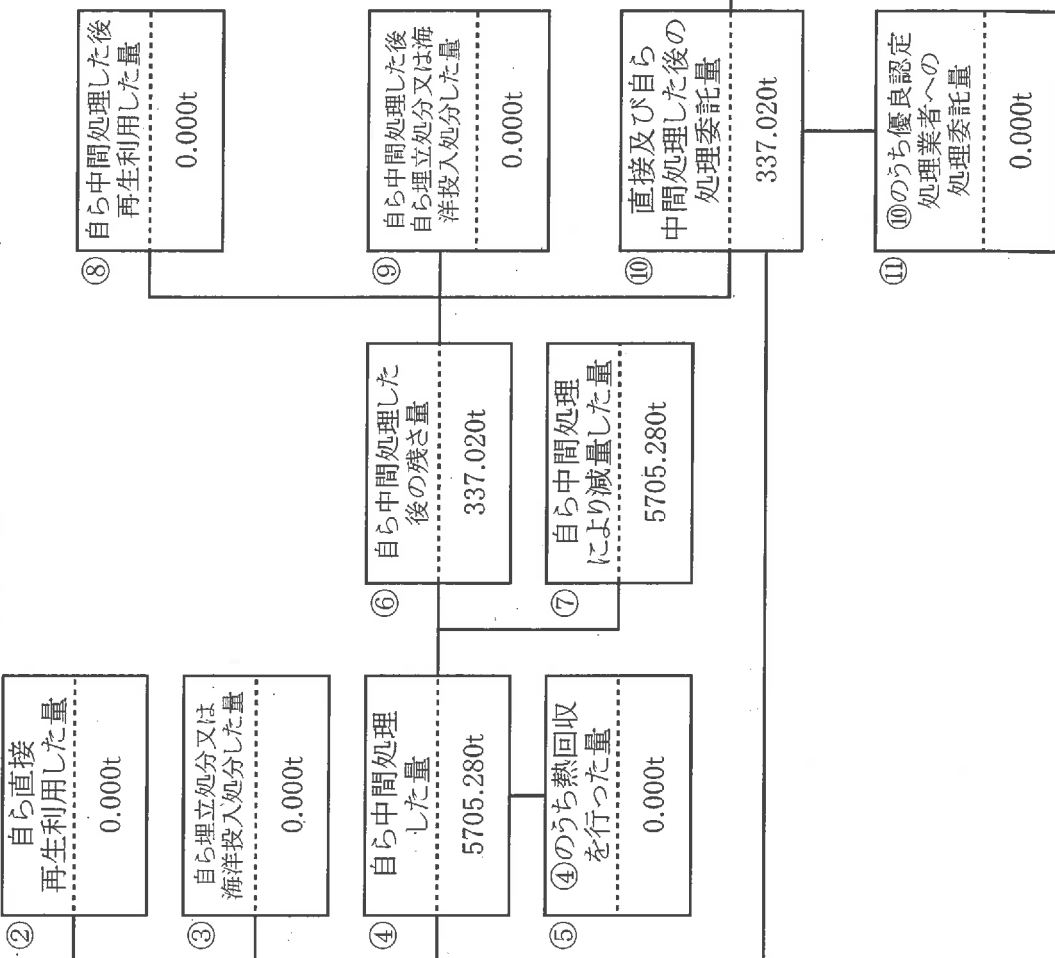 ②
自ら直接
再生利用した量
0.000t
③
自ら埋立処分又は
海洋投入処分した量
0.000t
④
自ら中間処理
した量
5705.280t
⑤
④のうち熱回収
を行った量
0.000t
⑥
自ら中間処理した
後の残さ量
337.020t
⑦
自ら中間処理
により減量した量
5705.280t
⑧
自ら中間処理した後
再生利用した量
0.000t
⑨
自ら中間処理した後
自ら埋立処分又は海
洋投入処分した量
0.000t
⑩
直接及び自ら
中間処理した後の
処理委託量
337.020t
⑪
⑩のうち優良認定
処理業者への
処理委託量
0.000t